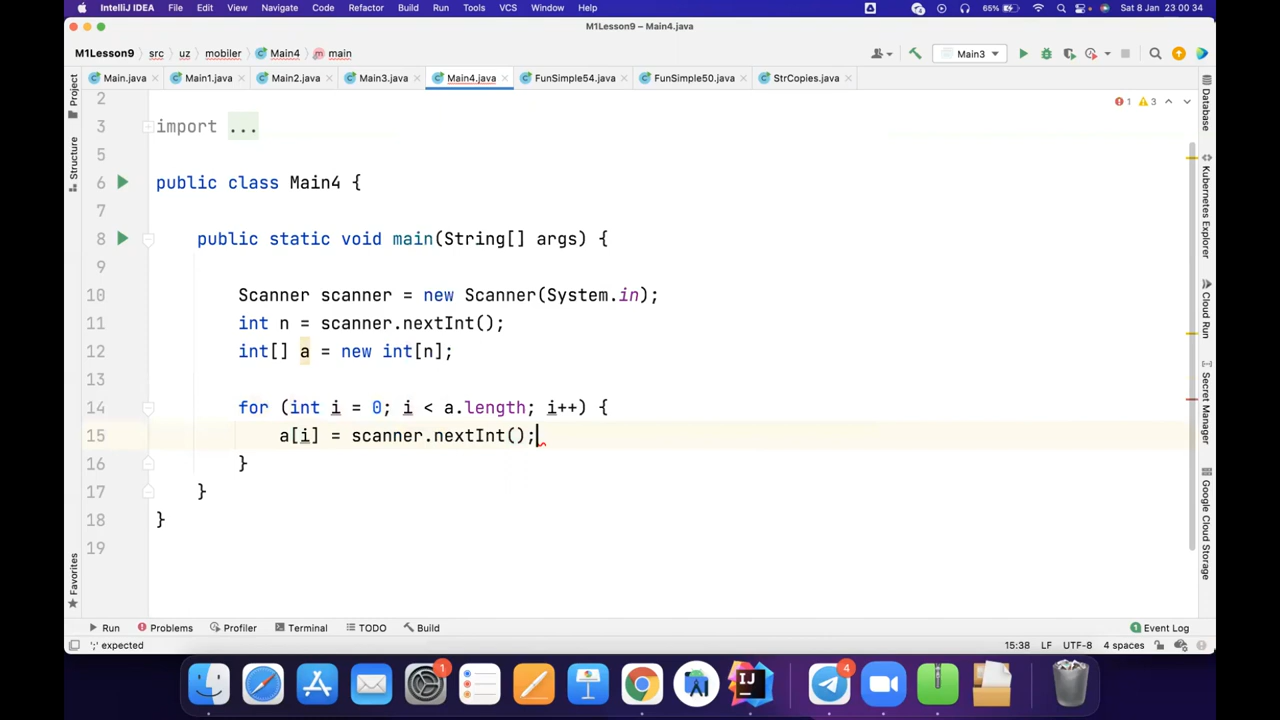 IntelliJ IDEA File Edit View Navigate Code Refactor Build Run Tools VCS Window Help 65% Sat 8 Jan 00 34
M1Lesson9 – Main4.java
M1Lesson9 src uz mobiler Main4 main Main3
Main.java Main1.java Main2.java Main3.java Main4.java FunSimple54.java FunSimple50.java StrCopies.java
Project
Structure
Favorites
1 3
2
3 import ...
4
5
6 public class Main4 {
7
8 public static void main(String[] args) {
9
10 Scanner scanner = new Scanner(System.in);
11 int n = scanner.nextInt();
12 int[] a = new int[n];
13
14 for (int i = 0; i < a.length; i++) {
15 a[i] = scanner.nextInt();
16 }
17 }
18 }
19
Database
Kubernetes Explorer
Cloud Run
Secret Manager
Google Cloud Storage
Run Problems Profiler Terminal TODO Build 1 Event Log
';' expected 15:38 LF UTF-8 4 spaces
1 IJ 4